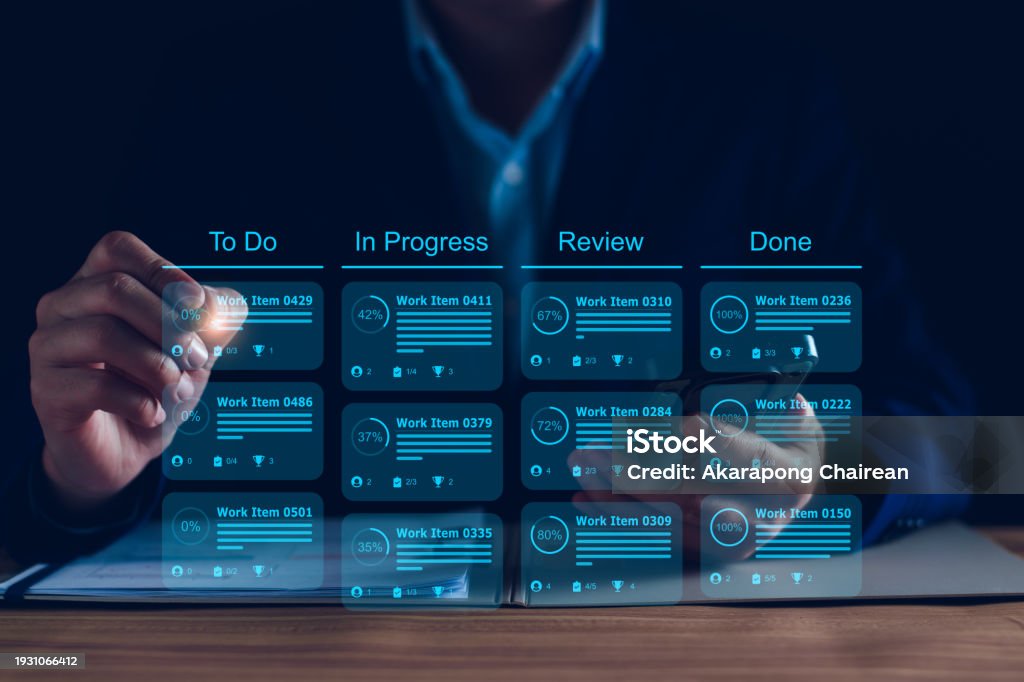 To Do
In Progress
Review
Done
0%
Work Item 0429
0
0/3
1
0%
Work Item 0486
0
0/4
3
0%
Work Item 0501
0
0/2
1
42%
Work Item 0411
2
1/4
3
37%
Work Item 0379
2
2/5
2
35%
Work Item 0335
1
1/3
67%
Work Item 0310
1
2/3
2
72%
Work Item 0284
4
2/3
80%
Work Item 0309
4
4/5
4
100%
Work Item 0236
2
3/3
100%
Work Item 0222
100%
Work Item 0150
2
5/5
2
iStock™
Credit: Akarapong Chairean
1931066412